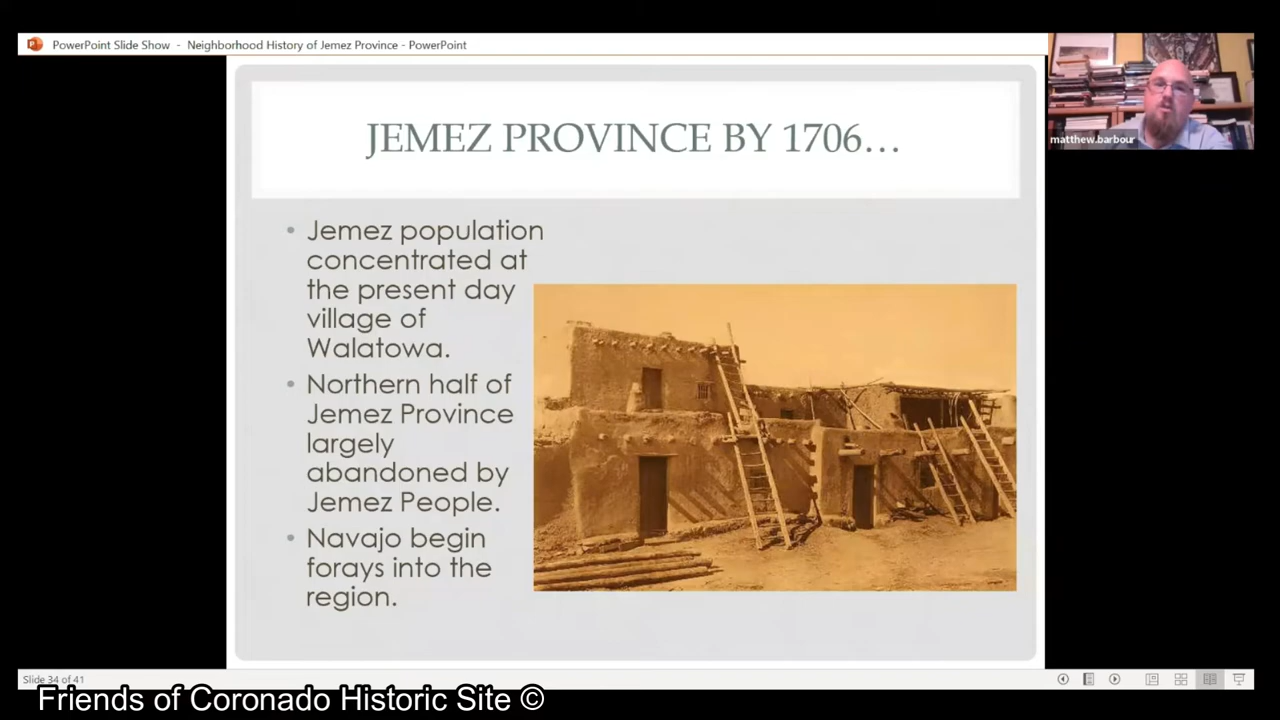 PowerPoint Slide Show - Neighborhood History of Jemez Province - PowerPoint
matthew.barbour
JEMEZ PROVINCE BY 1706...
• Jemez population
concentrated at
the present day
village of
Walatowa.
• Northern half of
Jemez Province
largely
abandoned by
Jemez People.
• Navajo begin
forays into the
region.
Slide 34 of 41
Friends of Coronado Historic Site ©